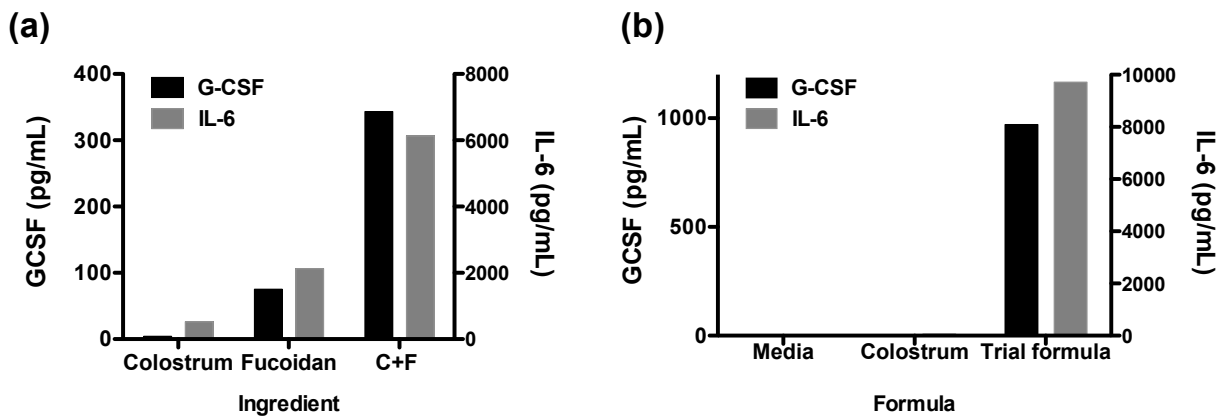 (a)
G-CSF
IL-6
GCSF (pg/mL)
400
300
200
100
0
8000
6000
4000
2000
0
IL-6 (pg/mL)
Colostrum Fucoidan C+F
Ingredient
(b)
G-CSF
IL-6
GCSF (pg/mL)
1000
500
0
10000
8000
6000
4000
2000
0
IL-6 (pg/mL)
Media Colostrum Trial formula
Formula